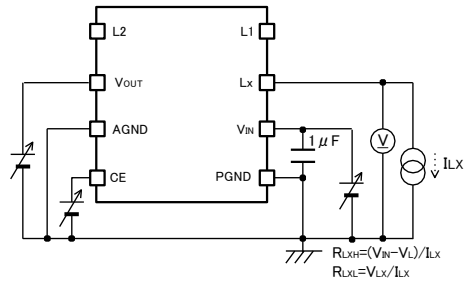 L2 L1
VOUT LX
AGND VIN 1μF
CE PGND
V
ILX
RLXH=(VIN-VL)/ILX
RLXL=VLX/ILX